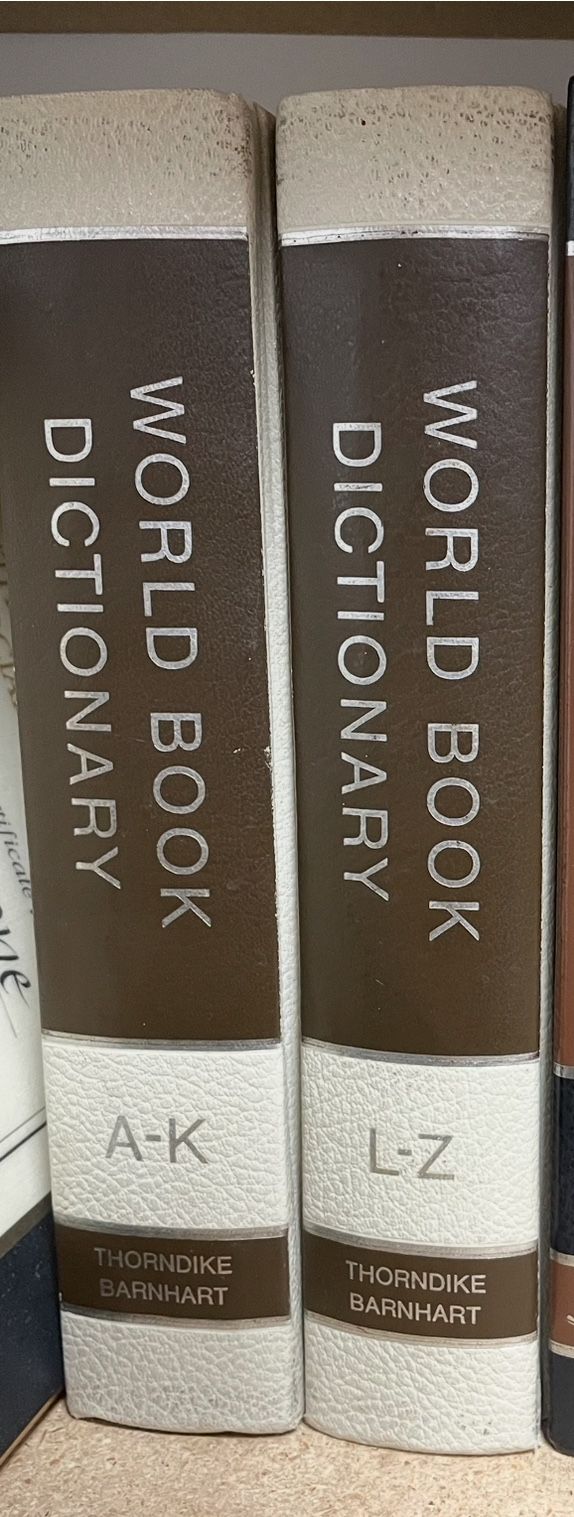 WORLD BOOK
DICTIONARY
A-K
THORNDIKE
BARNHART
WORLD BOOK
DICTIONARY
L-Z
THORNDIKE
BARNHART